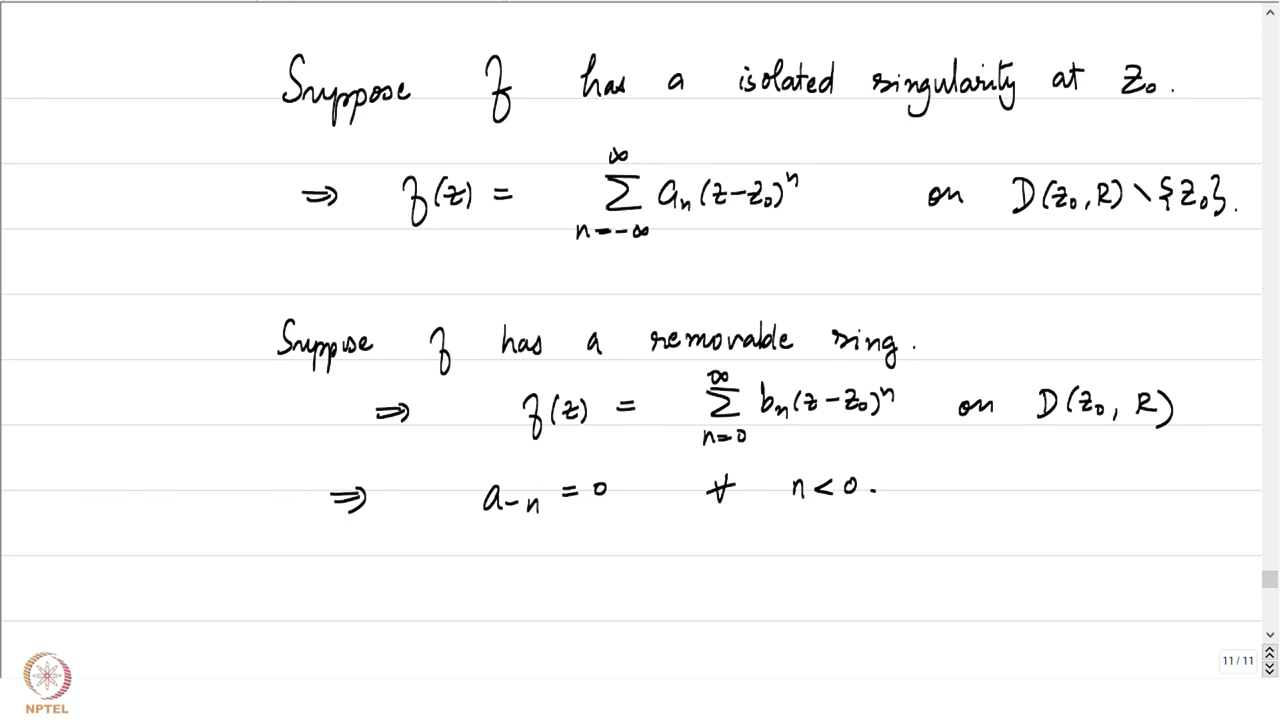 Suppose f has a isolated singularity at z₀.
⇒ f(z) = ∑_{n=-∞}^{∞} aₙ(z-z₀)ⁿ on D(z₀,R)∖{z₀}.
Suppose f has a removable sing.
⇒ f(z) = ∑_{n=0}^{∞} bₙ(z-z₀)ⁿ on D(z₀, R)
⇒ a₋ₙ = 0 ∀ n<0.
11/11
NPTEL